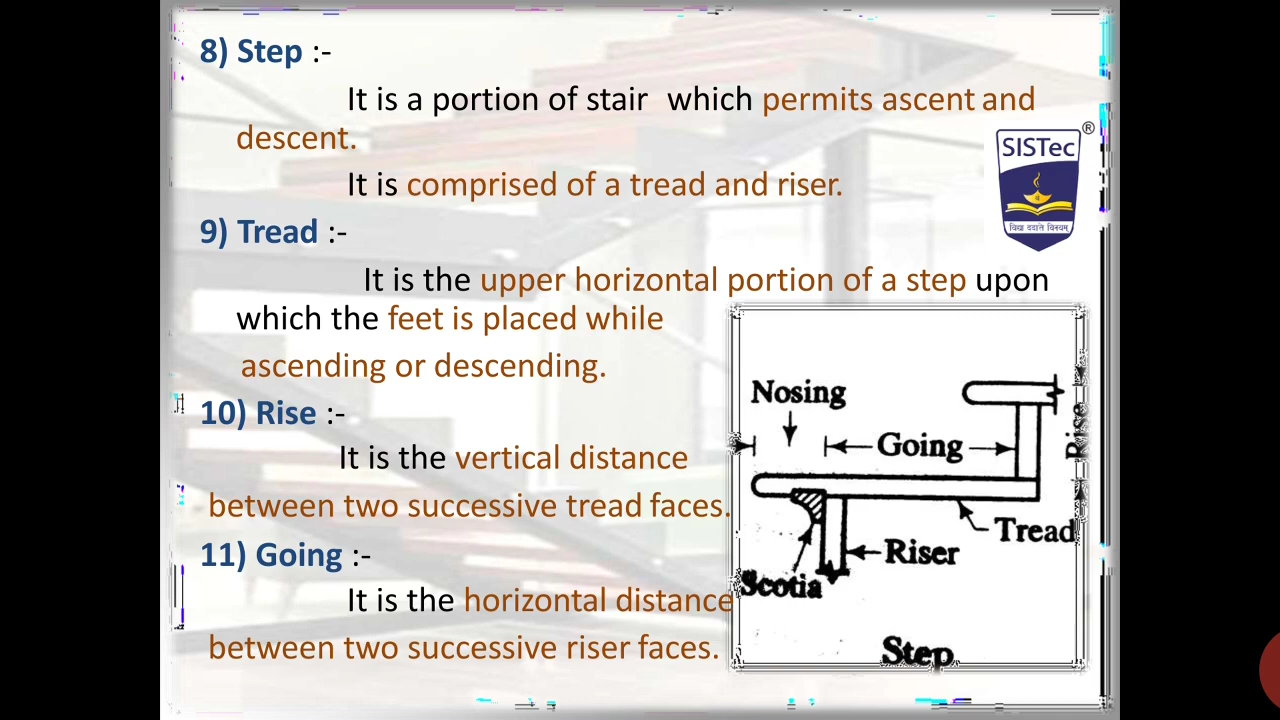 8) Step :-
It is a portion of stair which permits ascent and
descent.
It is comprised of a tread and riser.
9) Tread :-
It is the upper horizontal portion of a step upon
which the feet is placed while
ascending or descending.
10) Rise :-
It is the vertical distance
between two successive tread faces.
11) Going :-
It is the horizontal distance
between two successive riser faces.
®
SISTec
विद्या ददाति विनयम्
Nosing
Going
Rise
Tread
Riser
Scotia
Step